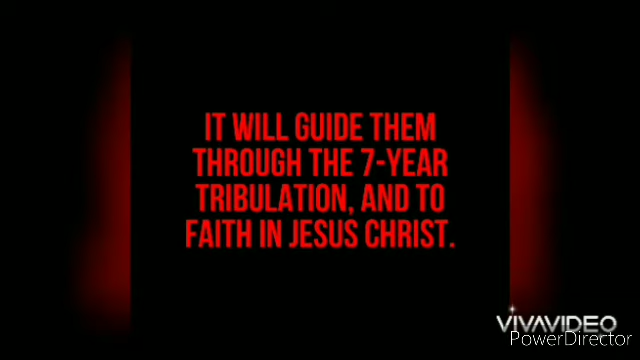 IT WILL GUIDE THEM
THROUGH THE 7-YEAR
TRIBULATION, AND TO
FAITH IN JESUS CHRIST.
VIVAVIDEO
PowerDirector